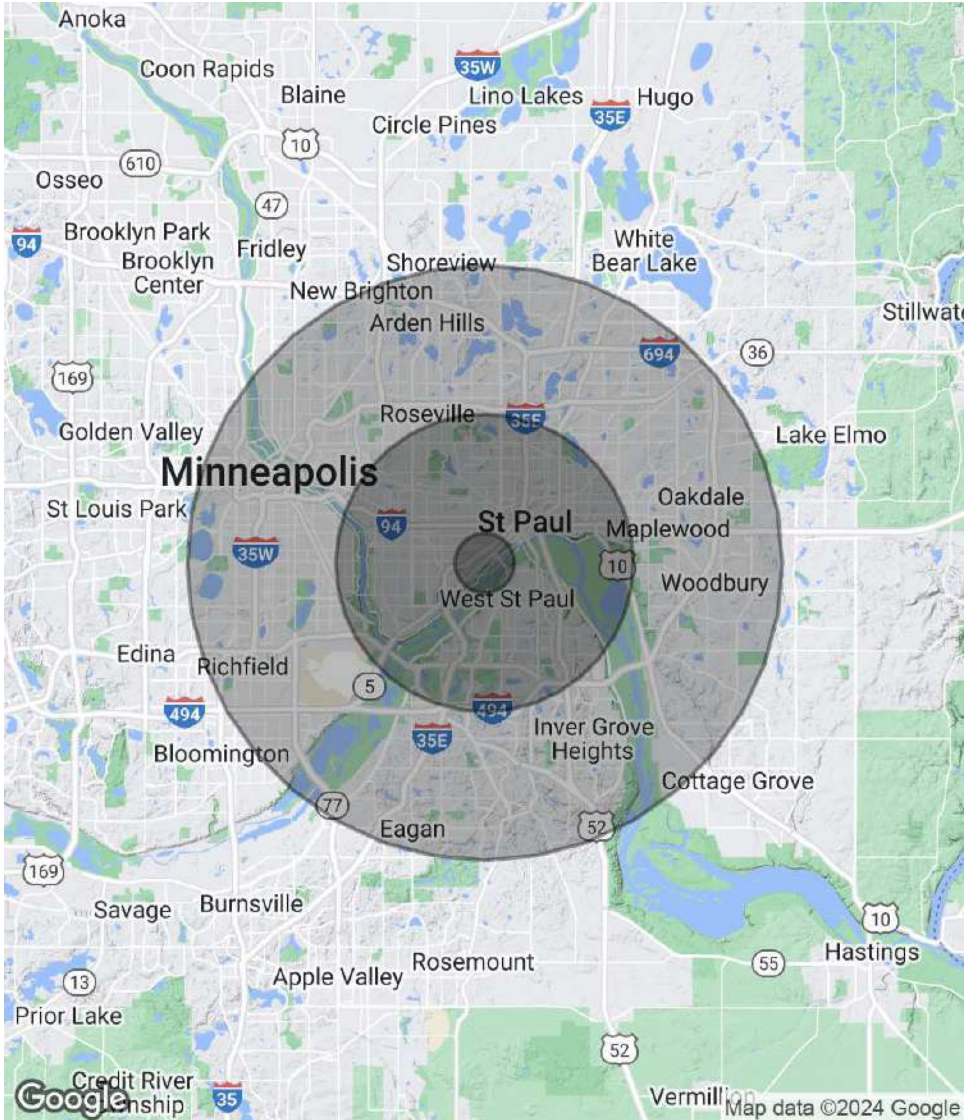 Anoka
Coon Rapids
35W
Blaine
Lino Lakes
Hugo
35E
Circle Pines
10
610
Osseo
47
Brooklyn Park
94
Fridley
Brooklyn
Center
White
Bear Lake
Shoreview
New Brighton
Stillwate
Arden Hills
694
36
169
Roseville
35E
Golden Valley
Lake Elmo
Minneapolis
St Louis Park
Oakdale
94
St Paul
Maplewood
35W
10
Woodbury
West St Paul
Edina
Richfield
5
494
494
35E
Inver Grove
Heights
Bloomington
Cottage Grove
77
Eagan
52
169
Savage
Burnsville
10
Hastings
Rosemount
55
13
Apple Valley
Prior Lake
52
Credit River
Township
Google
35
Vermillion
Map data ©2024 Google